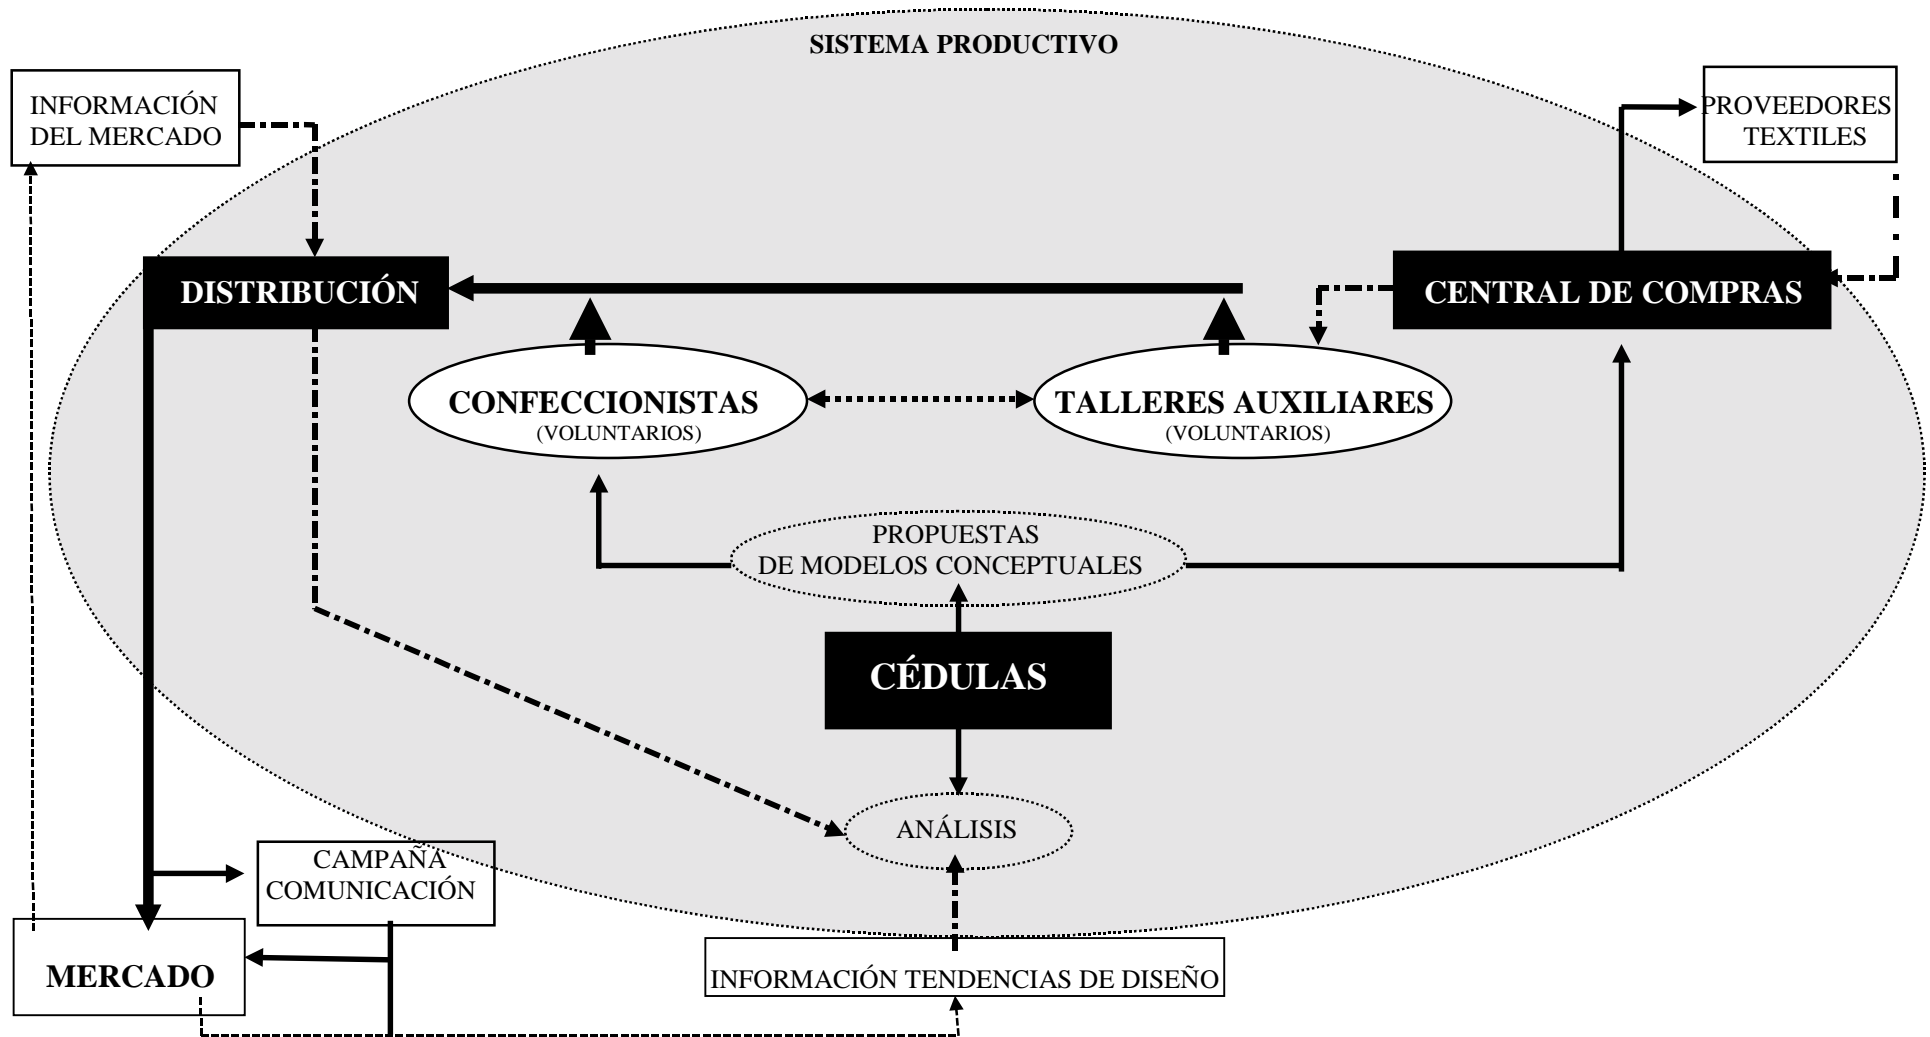 SISTEMA PRODUCTIVO
INFORMACIÓN
DEL MERCADO
PROVEEDORES
TEXTILES
DISTRIBUCIÓN
CENTRAL DE COMPRAS
CONFECCIONISTAS
(VOLUNTARIOS)
TALLERES AUXILIARES
(VOLUNTARIOS)
PROPUESTAS
DE MODELOS CONCEPTUALES
CÉDULAS
ANÁLISIS
CAMPAÑA
COMUNICACIÓN
MERCADO
INFORMACIÓN TENDENCIAS DE DISEÑO